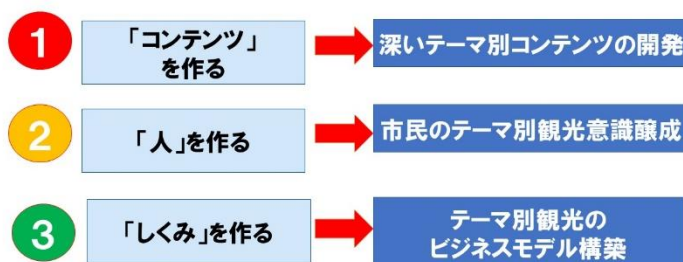 1
「コンテンツ」
を作る
深いテーマ別コンテンツの開発
2
「人」を作る
市民のテーマ別観光意識醸成
3
「しくみ」を作る
テーマ別観光の
ビジネスモデル構築